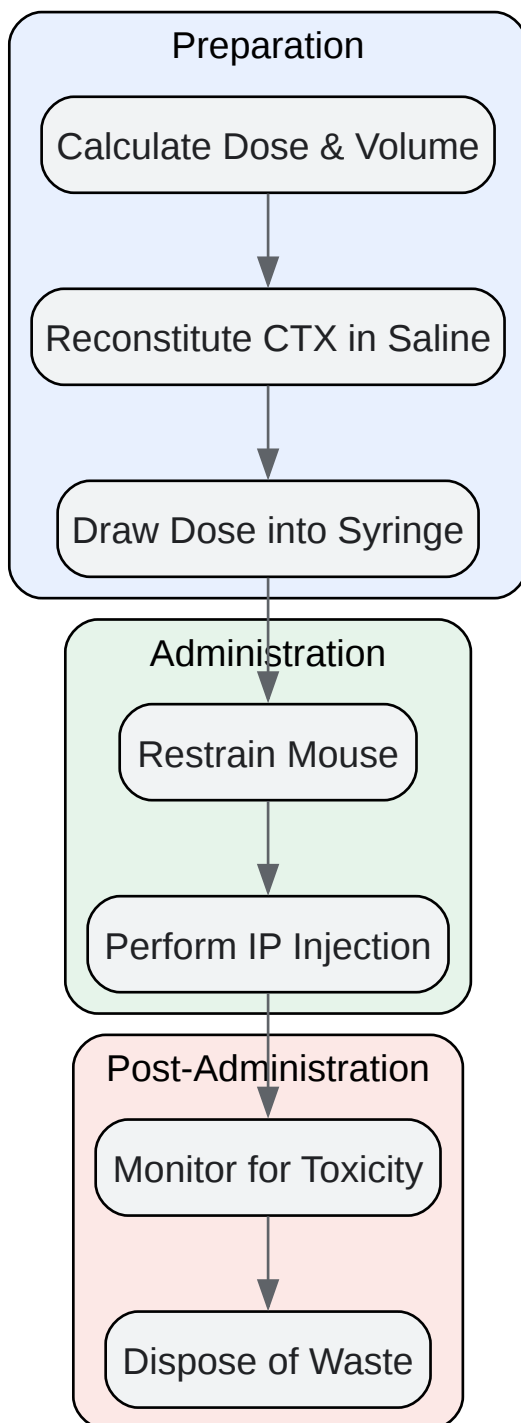 Preparation
Calculate Dose & Volume
Reconstitute CTX in Saline
Draw Dose into Syringe
Administration
Restrain Mouse
Perform IP Injection
Post-Administration
Monitor for Toxicity
Dispose of Waste